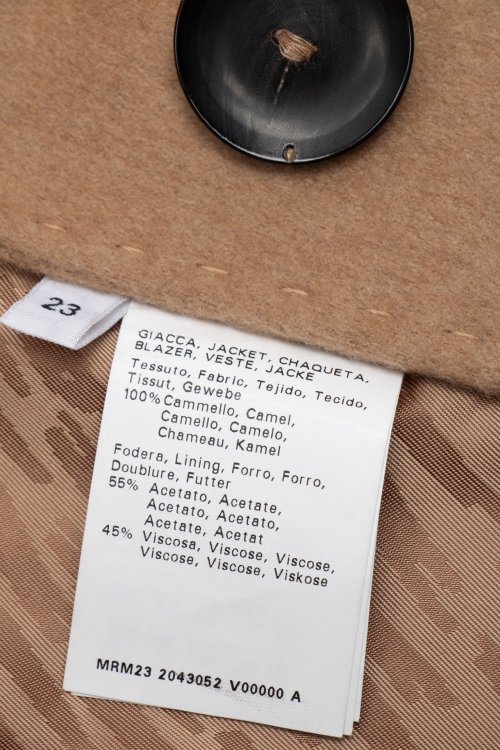 23
GIACCA, JACKET, CHAQUETA,
BLAZER, VESTE, JACKE
Tessuto, Fabric, Tejido, Tecido,
Tissut, Gewebe
100% Cammello, Camel,
Camello, Camelo,
Chameau, Kamel
Fodera, Lining, Forro, Forro,
Doublure, Futter
55% Acetato, Acetate,
Acetato, Acetato,
Acetate, Acetat
45% Viscosa, Viscose, Viscose,
Viscose, Viscose, Viskose
MRM23 2043052 V00000 A